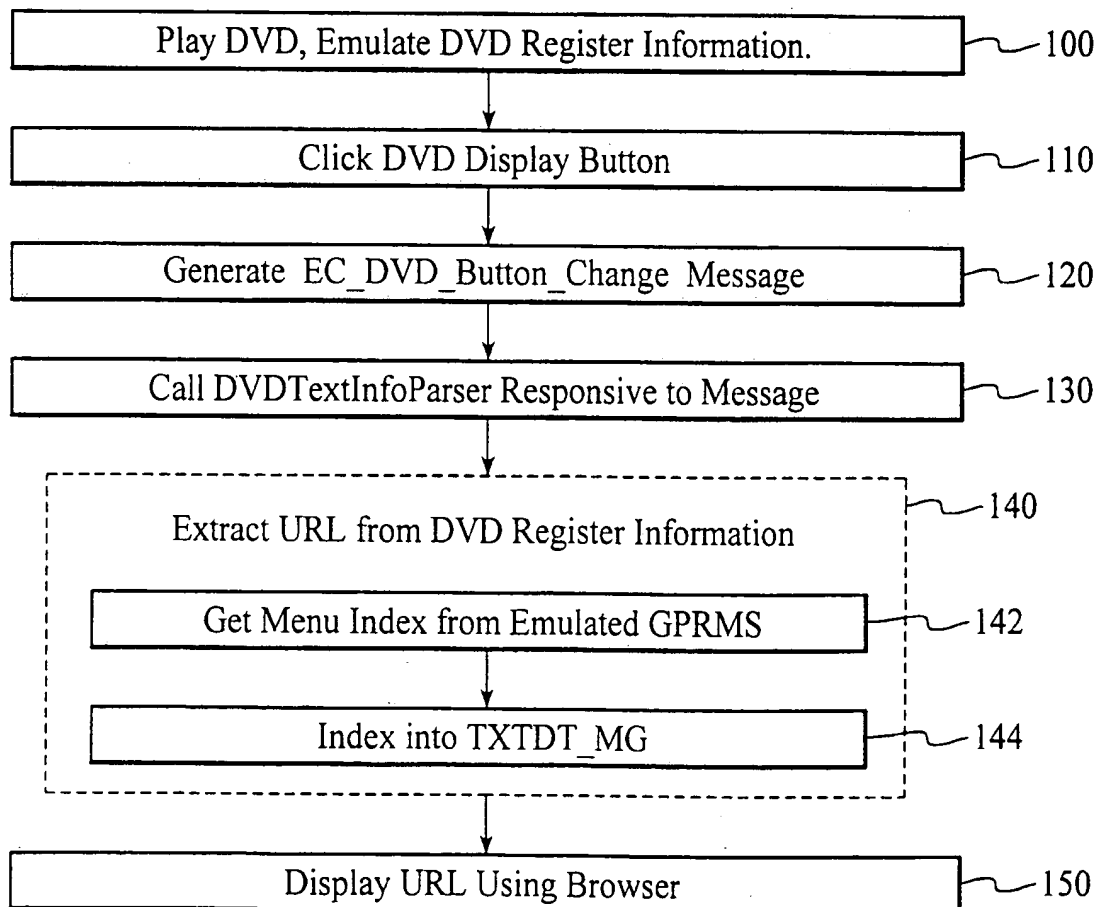 Play DVD, Emulate DVD Register Information.
100
Click DVD Display Button
110
Generate EC_DVD_Button_Change Message
120
Call DVDTextInfoParser Responsive to Message
130
140
Extract URL from DVD Register Information
Get Menu Index from Emulated GPRMS
142
Index into TXTDT_MG
144
Display URL Using Browser
150